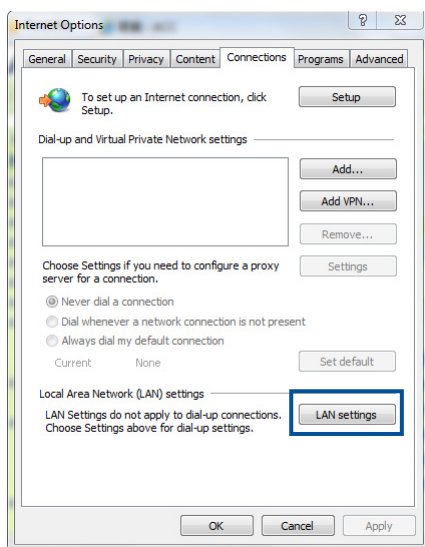 Internet Options
General Security Privacy Content Connections Programs Advanced
To set up an Internet connection, click
Setup.
Setup
Dial-up and Virtual Private Network settings
Add...
Add VPN...
Remove...
Choose Settings if you need to configure a proxy
server for a connection.
Settings
Never dial a connection
Dial whenever a network connection is not present
Always dial my default connection
Current None
Set default
Local Area Network (LAN) settings
LAN Settings do not apply to dial-up connections.
Choose Settings above for dial-up settings.
LAN settings
OK Cancel Apply